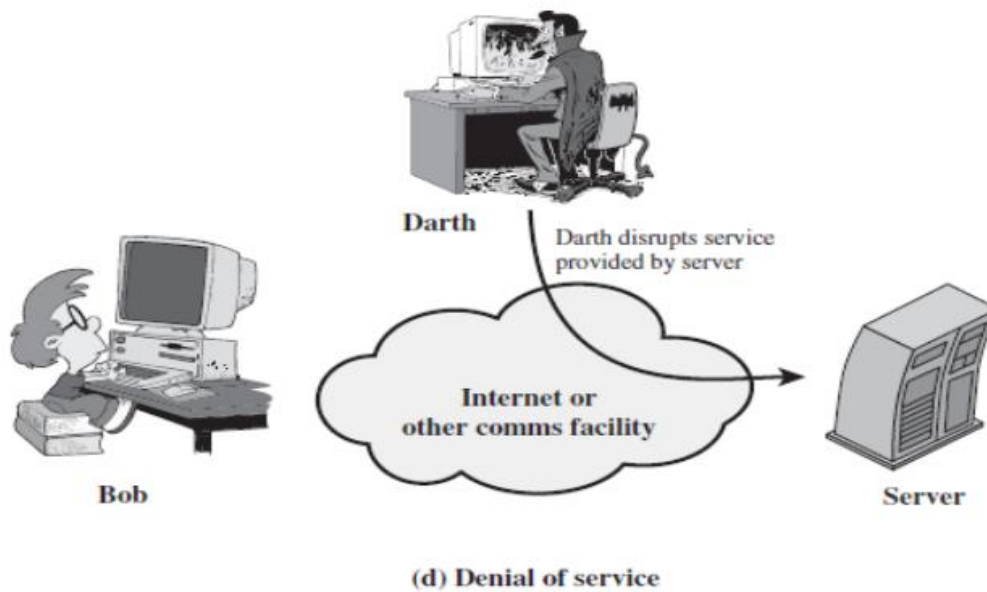 Darth
Darth disrupts service
provided by server
Internet or
other comms facility
Bob
Server
(d) Denial of service